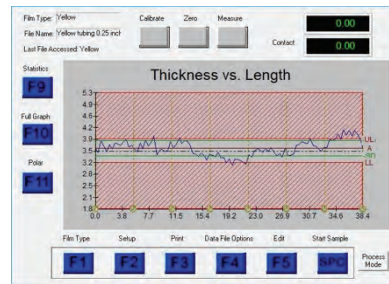 Film Type: Yellow
Calibrate
Zero
Measure
0.00
File Name: Yellow tubing 0.25 inch
Contact
0.00
Last File Accessed: Yellow
Statistics
F9
Full Graph
F10
Polar
F11
Thickness vs. Length
5.3
4.9
4.6
4.2
3.9
3.5
3.2
2.8
2.5
2.1
1.8
UL
A
LL
0.0 3.8 7.7 11.5 15.4 19.2 23.0 26.9 30.7 34.6 38.4
Film Type
Setup
Print
Data File Options
Edit
Start Sample
F1
F2
F3
F4
F5
SPC
Process
Mode